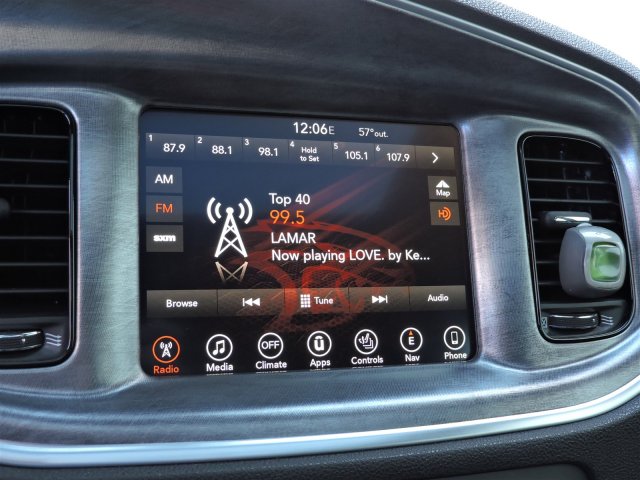 12:06E 57°out.
1 87.9 2 88.1 3 98.1 4 Hold to Set 5 105.1 6 107.9
AM
Map
FM
HD
sxm
Top 40
99.5
LAMAR
Now playing LOVE. by Ke...
Browse Tune Audio
OFF E
Radio Media Climate Apps Controls Nav Phone